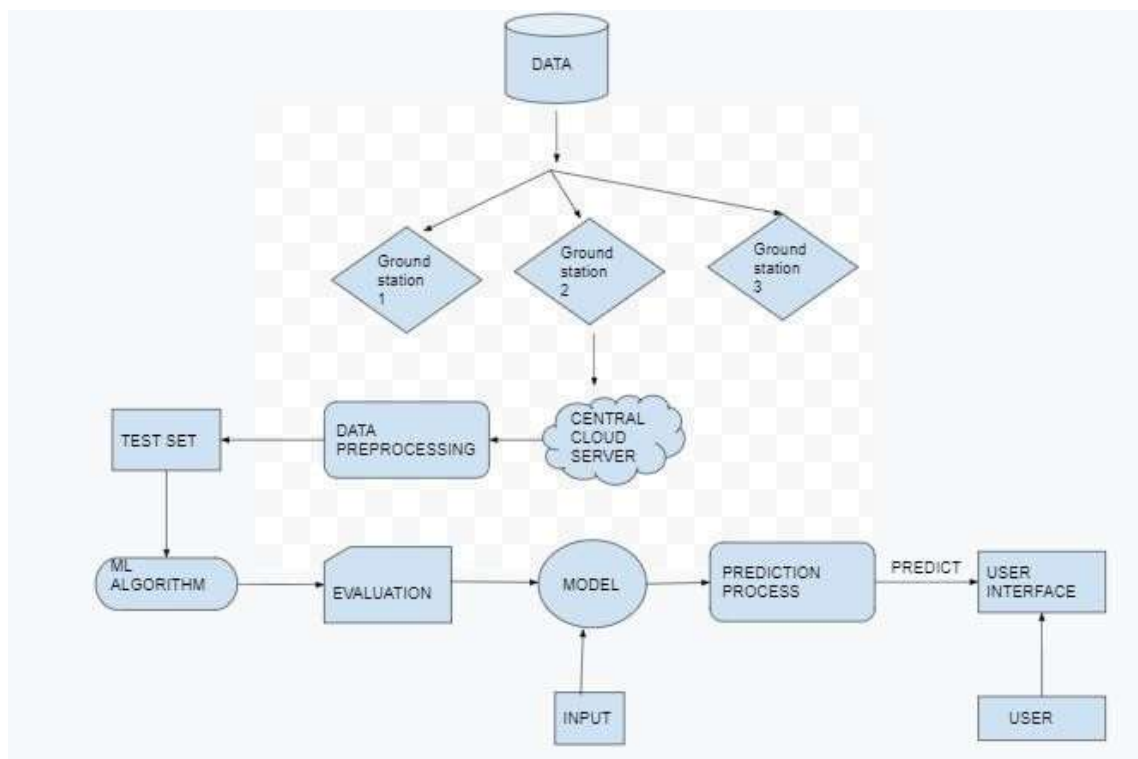 DATA
Ground
station
1
Ground
station
2
Ground
station
3
CENTRAL
CLOUD
SERVER
DATA
PREPROCESSING
TEST SET
ML
ALGORITHM
EVALUATION
MODEL
PREDICTION
PROCESS
PREDICT
USER
INTERFACE
INPUT
USER